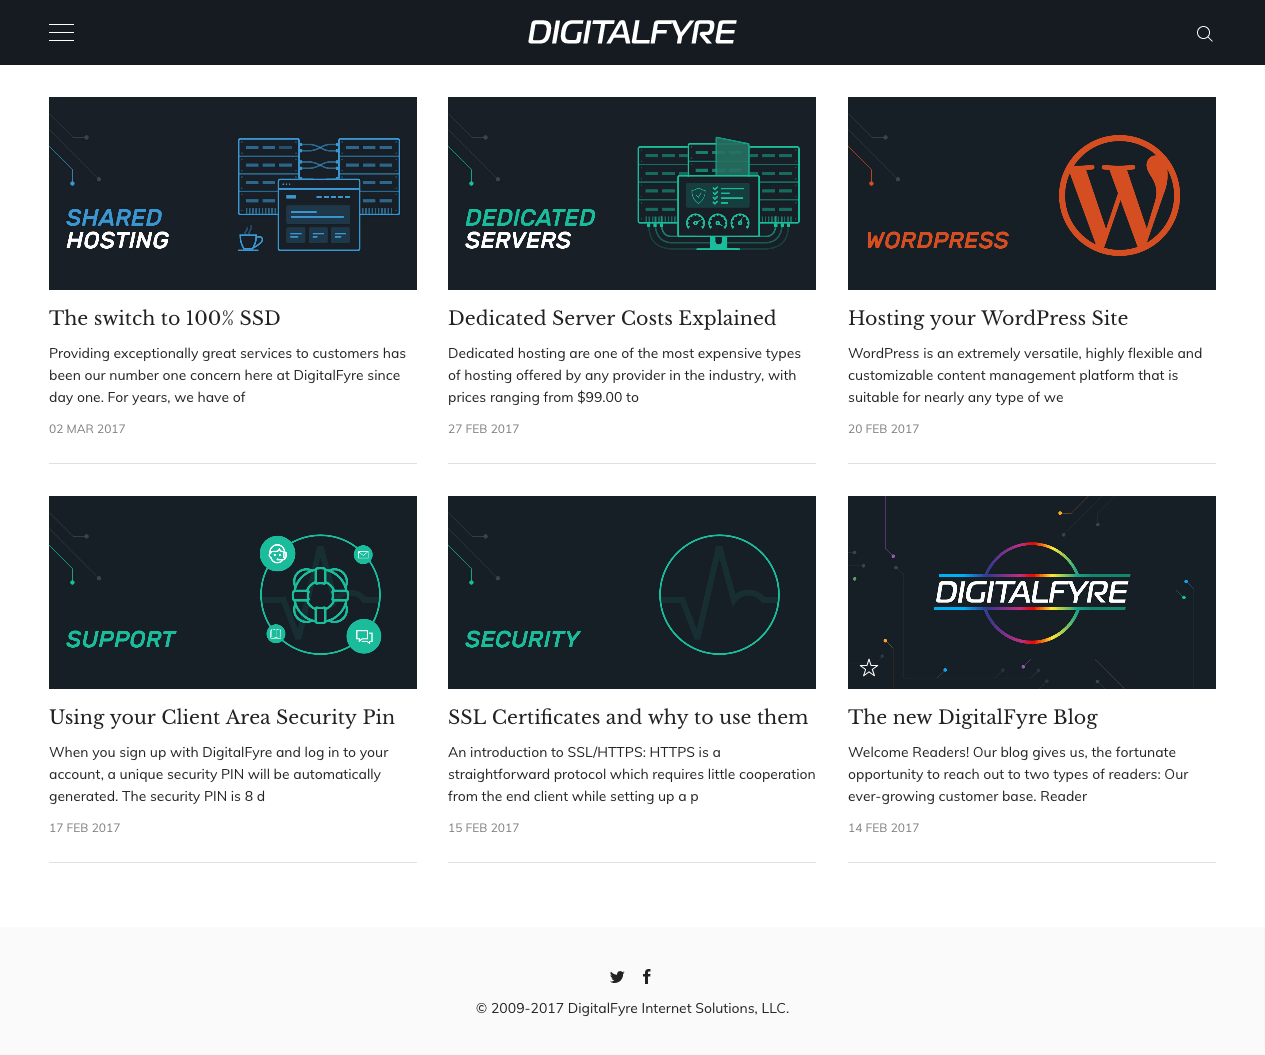 DIGITALFYRE
SHARED
HOSTING
The switch to 100% SSD
Providing exceptionally great services to customers has
been our number one concern here at DigitalFyre since
day one. For years, we have of
02 MAR 2017
DEDICATED
SERVERS
Dedicated Server Costs Explained
Dedicated hosting are one of the most expensive types
of hosting offered by any provider in the industry, with
prices ranging from $99.00 to
27 FEB 2017
WORDPRESS
Hosting your WordPress Site
WordPress is an extremely versatile, highly flexible and
customizable content management platform that is
suitable for nearly any type of we
20 FEB 2017
SUPPORT
Using your Client Area Security Pin
When you sign up with DigitalFyre and log in to your
account, a unique security PIN will be automatically
generated. The security PIN is 8 d
17 FEB 2017
SECURITY
SSL Certificates and why to use them
An introduction to SSL/HTTPS: HTTPS is a
straightforward protocol which requires little cooperation
from the end client while setting up a p
15 FEB 2017
DIGITALFYRE
The new DigitalFyre Blog
Welcome Readers! Our blog gives us, the fortunate
opportunity to reach out to two types of readers: Our
ever-growing customer base. Reader
14 FEB 2017
© 2009-2017 DigitalFyre Internet Solutions, LLC.